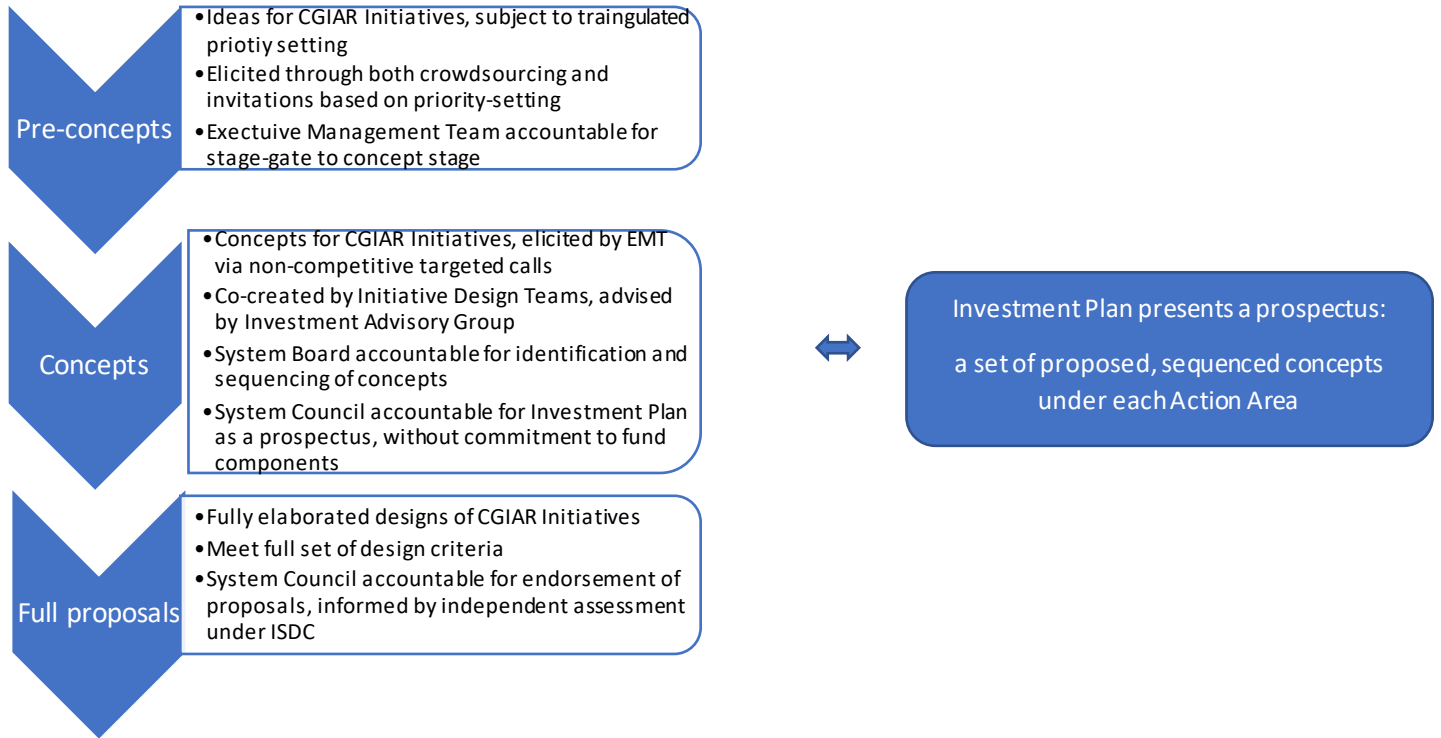 Pre-concepts
•Ideas for CGIAR Initiatives, subject to traingulated
priotiy setting
•Elicited through both crowdsourcing and
invitations based on priority-setting
•Exectuive Management Team accountable for
stage-gate to concept stage
Concepts
•Concepts for CGIAR Initiatives, elicited by EMT
via non-competitive targeted calls
•Co-created by Initiative Design Teams, advised
by Investment Advisory Group
•System Board accountable for identification and
sequencing of concepts
•System Council accountable for Investment Plan
as a prospectus, without commitment to fund
components
Investment Plan presents a prospectus:
a set of proposed, sequenced concepts
under each Action Area
Full proposals
•Fully elaborated designs of CGIAR Initiatives
•Meet full set of design criteria
•System Council accountable for endorsement of
proposals, informed by independent assessment
under ISDC